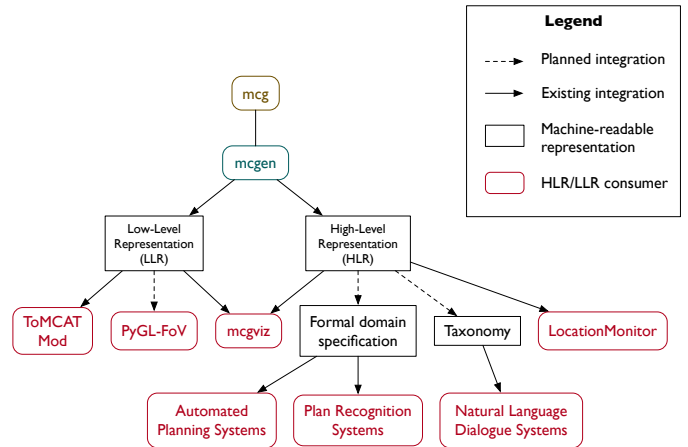 Legend
Planned integration
Existing integration
Machine-readable
representation
HLR/LLR consumer
mcg
mcgen
Low-Level
Representation
(LLR)
High-Level
Representation
(HLR)
ToMCAT
Mod
PyGL-FoV
mcgviz
Formal domain
specification
Taxonomy
LocationMonitor
Automated
Planning Systems
Plan Recognition
Systems
Natural Language
Dialogue Systems